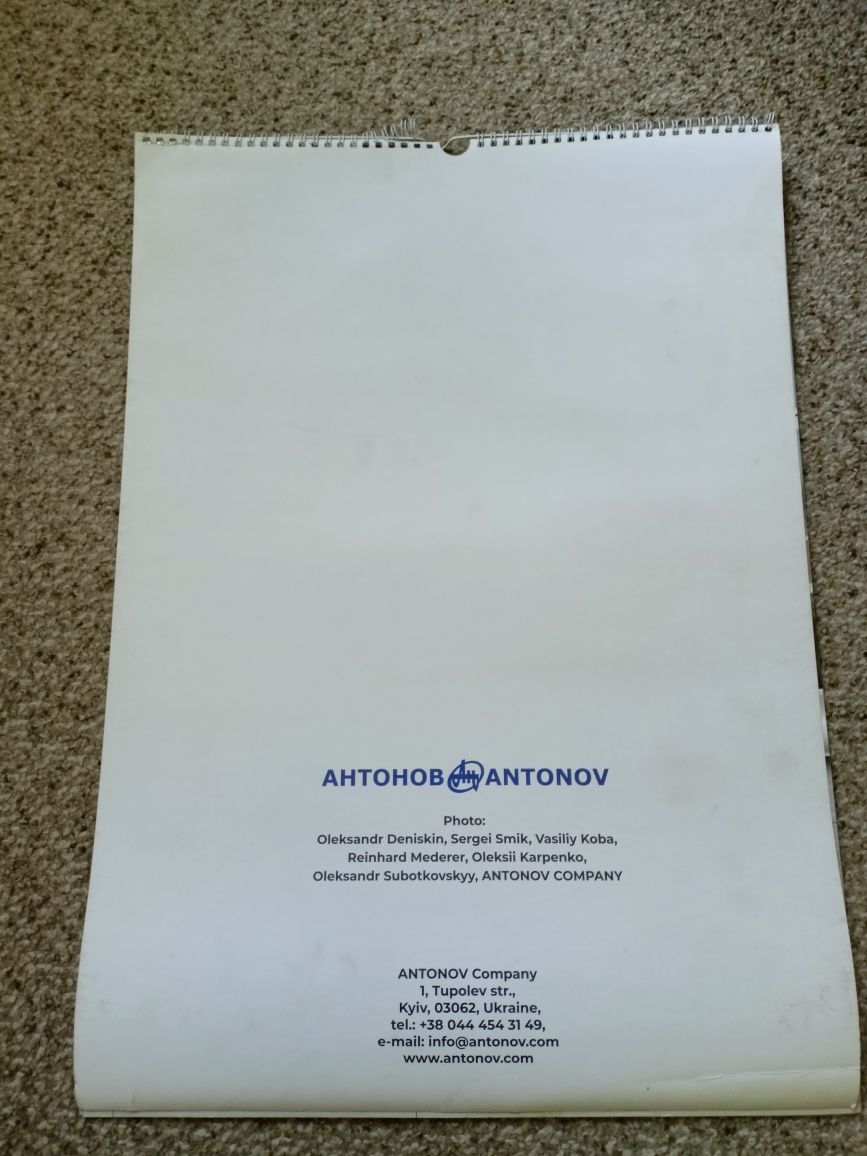 АНТОНОВ ANTONOV
Photo:
Oleksandr Deniskin, Sergei Smik, Vasiliy Koba,
Reinhard Mederer, Oleksii Karpenko,
Oleksandr Subotkovskyy, ANTONOV COMPANY
ANTONOV Company
1, Tupolev str.,
Kyiv, 03062, Ukraine,
tel.: +38 044 454 31 49,
e-mail: info@antonov.com
www.antonov.com